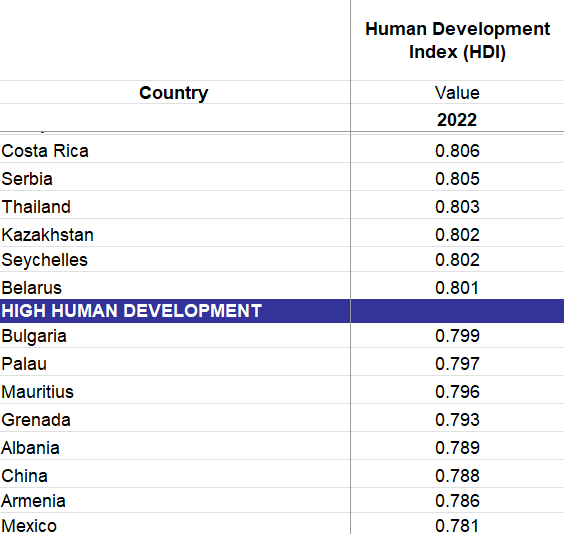 Human Development
Index (HDI)
Country Value
2022
Costa Rica 0.806
Serbia 0.805
Thailand 0.803
Kazakhstan 0.802
Seychelles 0.802
Belarus 0.801
HIGH HUMAN DEVELOPMENT
Bulgaria 0.799
Palau 0.797
Mauritius 0.796
Grenada 0.793
Albania 0.789
China 0.788
Armenia 0.786
Mexico 0.781